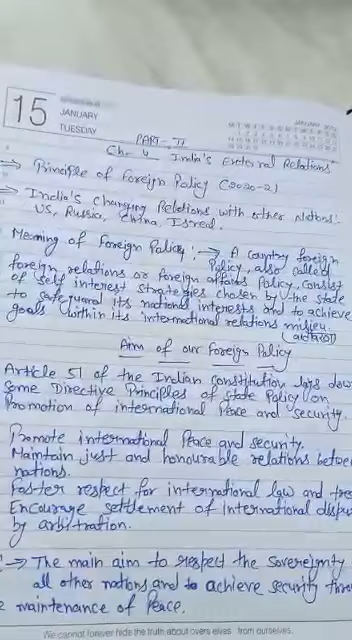 15
JANUARY
TUESDAY
JANUARY
PART-II
Ch-4 India's External Relations
→ Principle of Foreign Policy (2020-21)
→ India's Changing Relations with other Nations:
US, Russia, China, Isreal.
Meaning of Foreign Policy :→ A country foreign
Policy, also called
foreign relations or foreign affairs Policy, consist
of self interest strategies chosen by the state
to safeguard its national interests and to achieve
goals within its international relations milieu.
Aim of our Foreign Policy
Article 51 of the Indian constitution lays dow
Some Directive Principles of State Policy on
Promotion of international Peace and security.
Promote international Peace and security.
Maintain just and honourable relations betwe
nations.
Foster respect for international law and tre
Encourage settlement of international dispu
by arbitration.
→ The main aim to respect the sovereignty
all other nations and to achieve security thro
maintenance of Peace.
We cannot forever hide the truth about ourselves from ourselves.